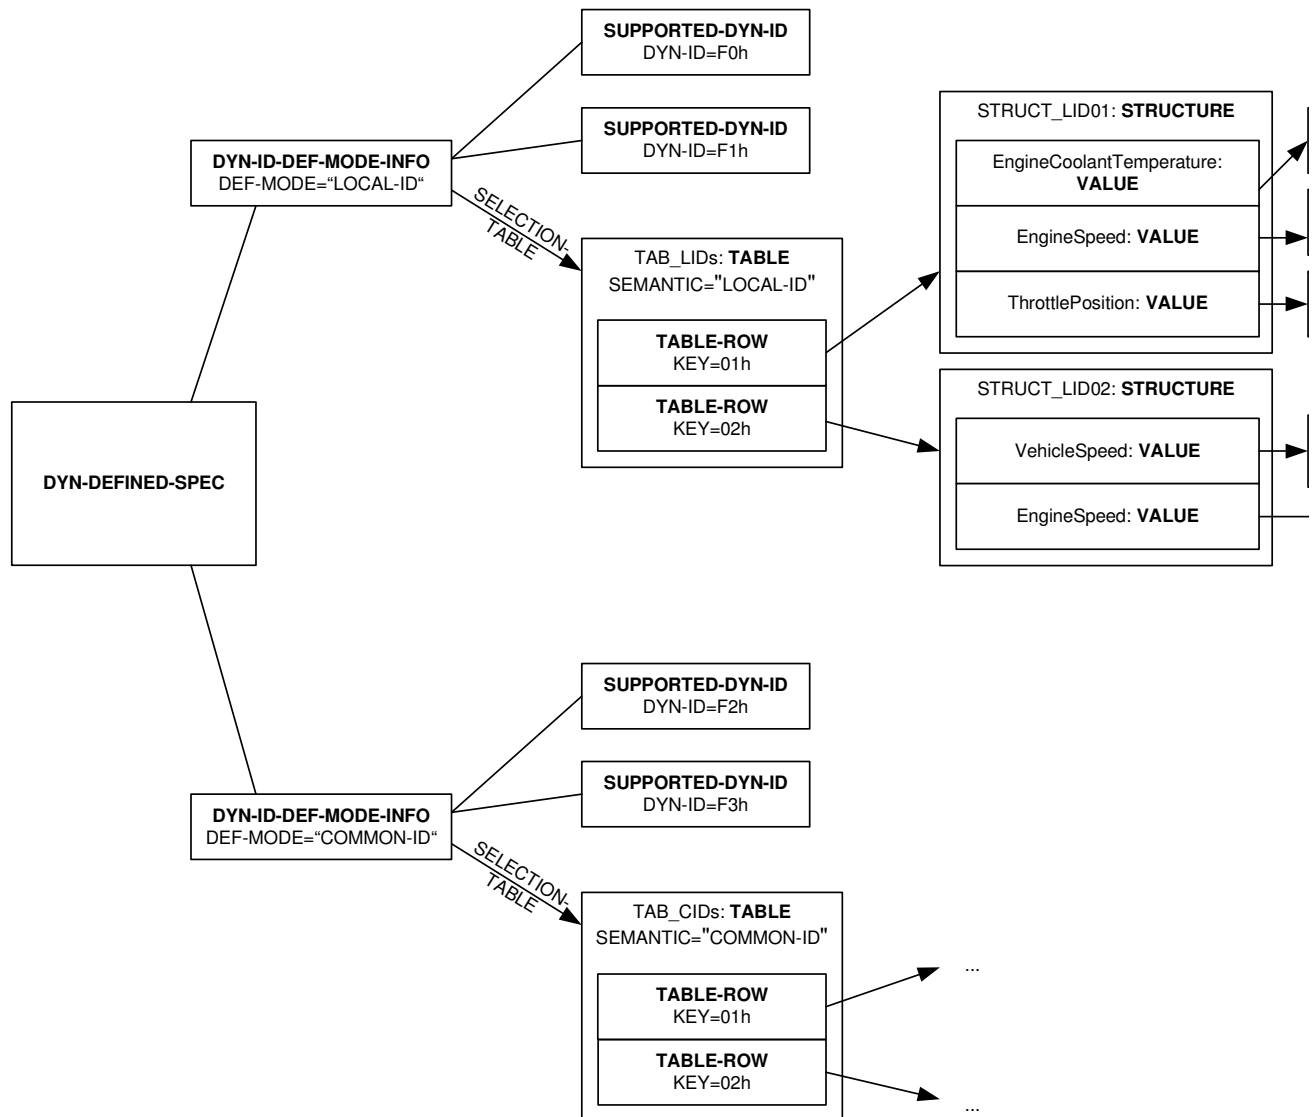 SUPPORTED-DYN-ID
DYN-ID=F0h
SUPPORTED-DYN-ID
DYN-ID=F1h
DYN-ID-DEF-MODE-INFO
DEF-MODE=“LOCAL-ID“
SELECTION-
TABLE
TAB_LIDs: TABLE
SEMANTIC="LOCAL-ID"
TABLE-ROW
KEY=01h
TABLE-ROW
KEY=02h
STRUCT_LID01: STRUCTURE
EngineCoolantTemperature:
VALUE
EngineSpeed: VALUE
ThrottlePosition: VALUE
STRUCT_LID02: STRUCTURE
VehicleSpeed: VALUE
EngineSpeed: VALUE
DYN-DEFINED-SPEC
SUPPORTED-DYN-ID
DYN-ID=F2h
SUPPORTED-DYN-ID
DYN-ID=F3h
DYN-ID-DEF-MODE-INFO
DEF-MODE=“COMMON-ID“
SELECTION-
TABLE
TAB_CIDs: TABLE
SEMANTIC="COMMON-ID"
TABLE-ROW
KEY=01h
TABLE-ROW
KEY=02h
...
...